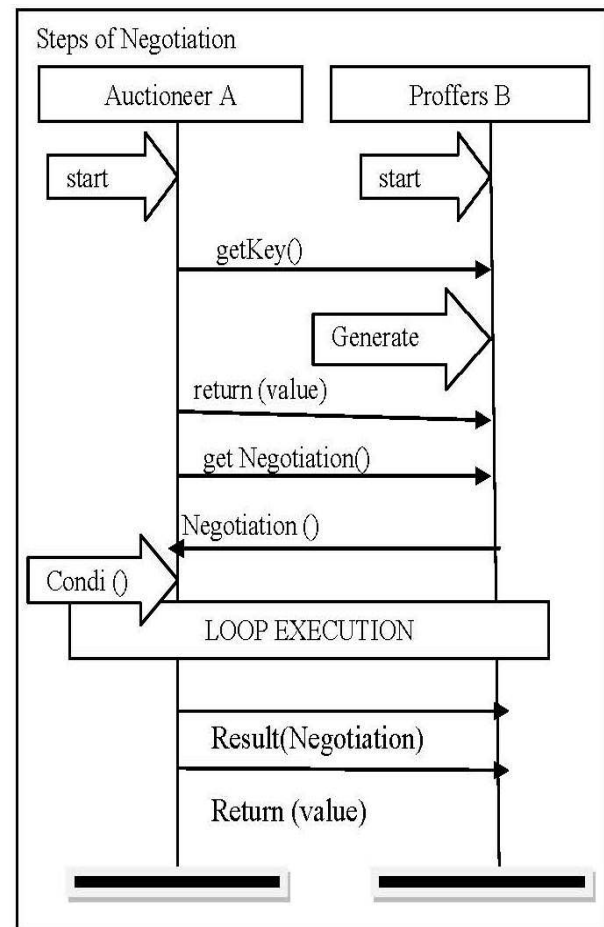 Steps of Negotiation
Auctioneer A
Proffers B
start
start
getKey()
Generate
return (value)
get Negotiation()
Negotiation ()
Condi ()
LOOP EXECUTION
Result(Negotiation)
Return (value)